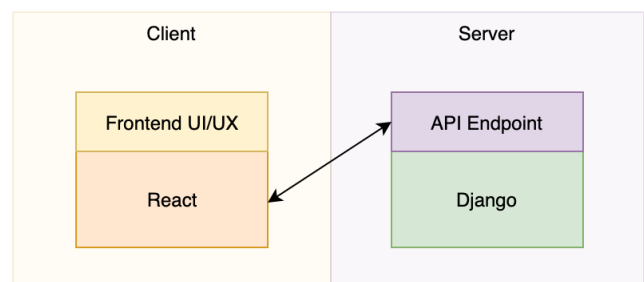 Client
Server
Frontend UI/UX
API Endpoint
React
Django